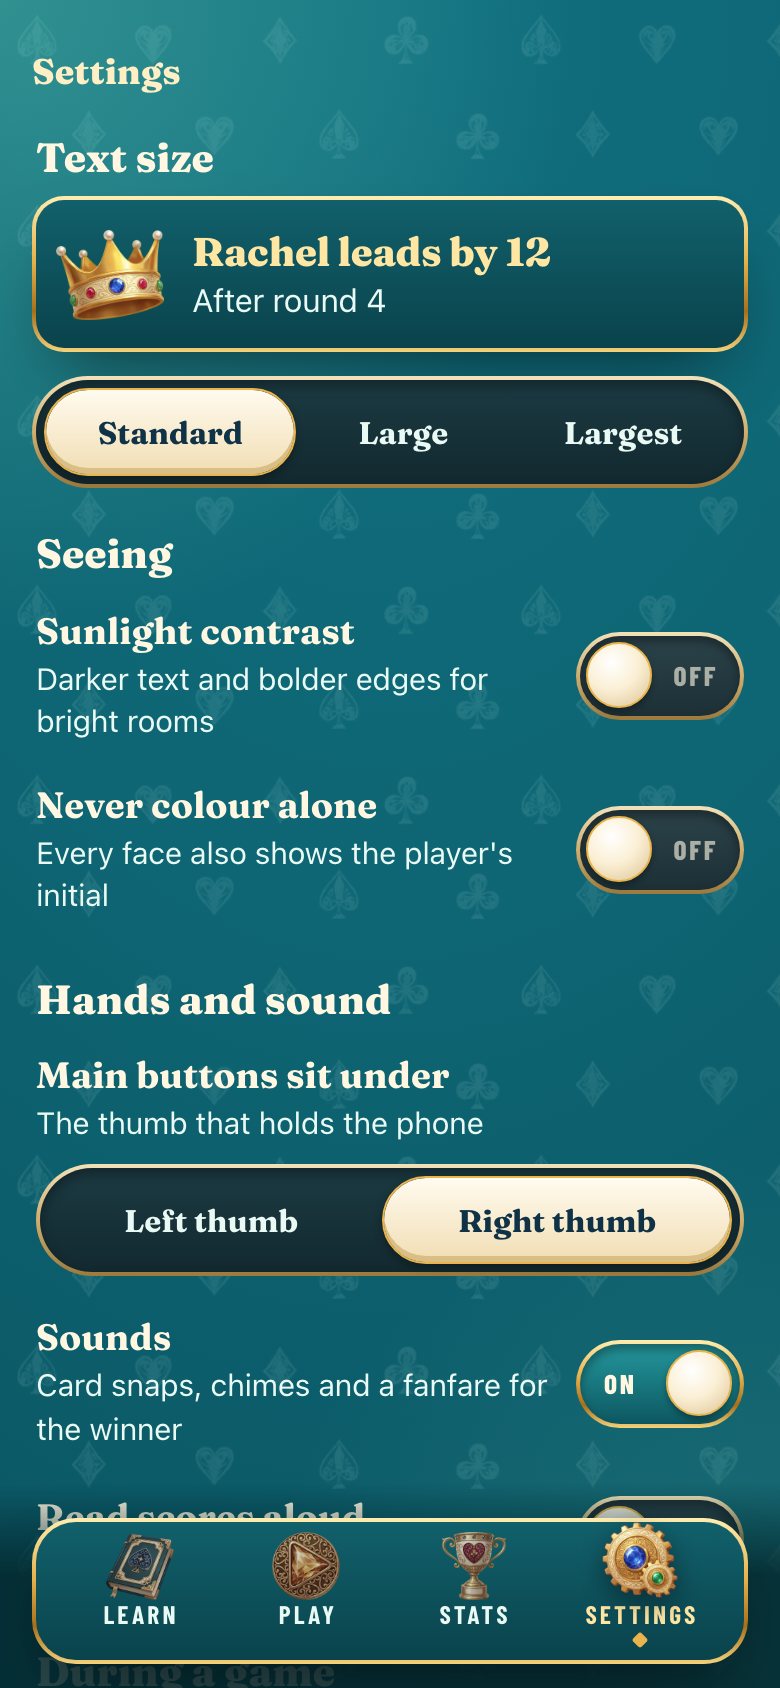 Settings
Text size
Rachel leads by 12
After round 4
Standard
Large
Largest
Seeing
Sunlight contrast
Darker text and bolder edges for
bright rooms
OFF
Never colour alone
Every face also shows the player's
initial
OFF
Hands and sound
Main buttons sit under
The thumb that holds the phone
Left thumb
Right thumb
Sounds
Card snaps, chimes and a fanfare for
the winner
ON
Read scores aloud
LEARN
PLAY
STATS
SETTINGS
During a game